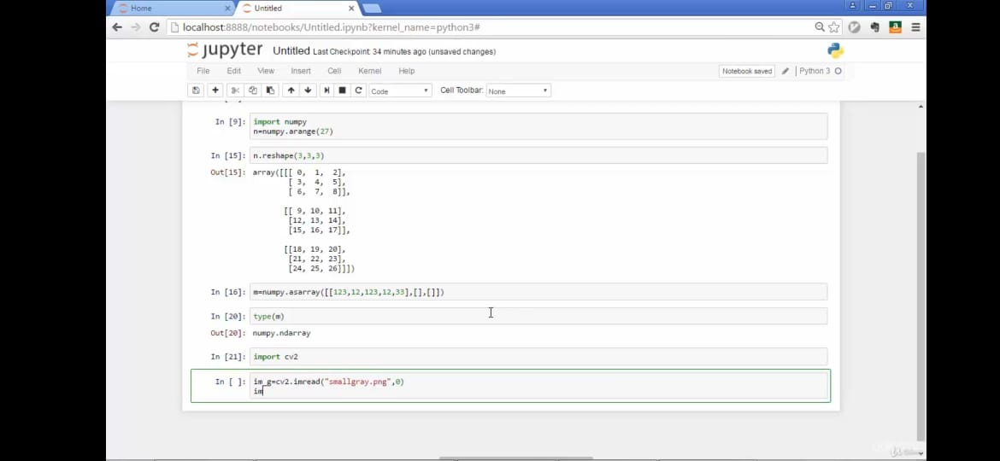 Home
Untitled
localhost:8888/notebooks/Untitled.ipynb?kernel_name=python3#
jupyter Untitled Last Checkpoint: 34 minutes ago (unsaved changes)
File Edit View Insert Cell Kernel Help Notebook saved Python 3
Code Cell Toolbar: None
In [9]: import numpy
n=numpy.arange(27)
In [15]: n.reshape(3,3,3)
Out[15]: array([[[ 0, 1, 2],
[ 3, 4, 5],
[ 6, 7, 8]],
[[ 9, 10, 11],
[12, 13, 14],
[15, 16, 17]],
[[18, 19, 20],
[21, 22, 23],
[24, 25, 26]]])
In [16]: m=numpy.asarray([[123,12,123,12,33],[],[]])
In [20]: type(m)
Out[20]: numpy.ndarray
In [21]: import cv2
In [ ]: im_g=cv2.imread("smallgray.png",0)
im